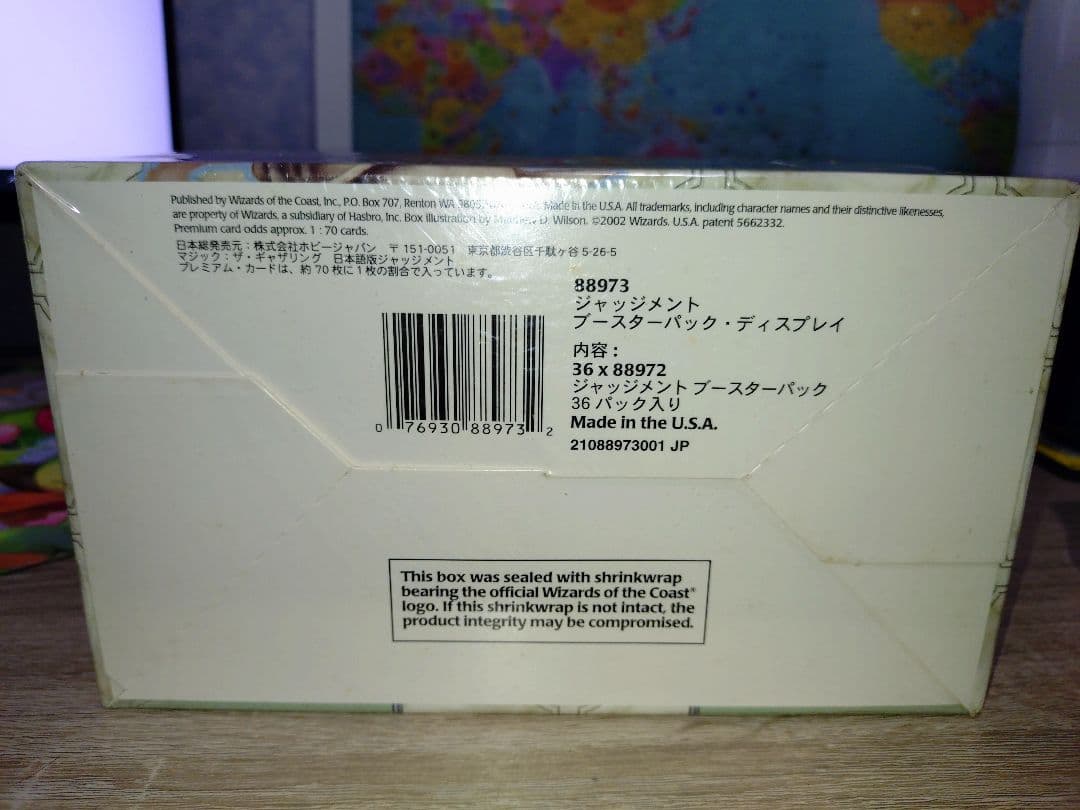 Published by Wizards of the Coast, Inc., P.O. Box 707, Renton WA Made in the U.S.A. All trademarks, including character names and their distinctive likenesses,
are property of Wizards, a subsidiary of Hasbro, Inc. Box illustration by D. Wilson. ©2002 Wizards. U.S.A. patent 5662332.
Premium card odds approx. 1 : 70 cards.
日本総発売元：株式会社ホビージャパン 〒151-0051 東京都渋谷区千駄ヶ谷 5-26-5
マジック：ザ・ギャザリング 日本語版ジャッジメント
プレミアム・カードは、約 70 枚に 1 枚の割合で入っています。
88973
ジャッジメント
ブースターパック・ディスプレイ
内容：
36 x 88972
ジャッジメント ブースターパック
36 パック入り
Made in the U.S.A.
21088973001 JP
0 76930 88973 2
This box was sealed with shrinkwrap
bearing the official Wizards of the Coast®
logo. If this shrinkwrap is not intact, the
product integrity may be compromised.